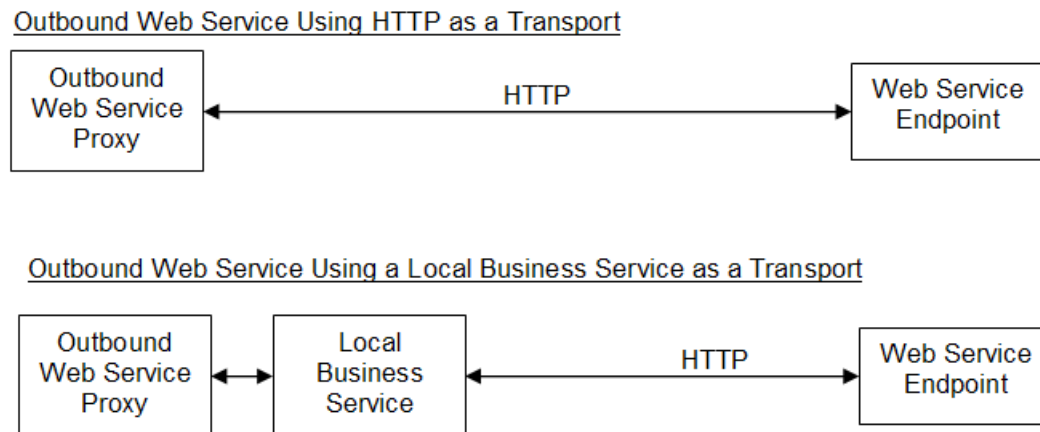 Outbound Web Service Using HTTP as a Transport
Outbound
Web Service
Proxy
HTTP
Web Service
Endpoint
Outbound Web Service Using a Local Business Service as a Transport
Outbound
Web Service
Proxy
Local
Business
Service
HTTP
Web Service
Endpoint